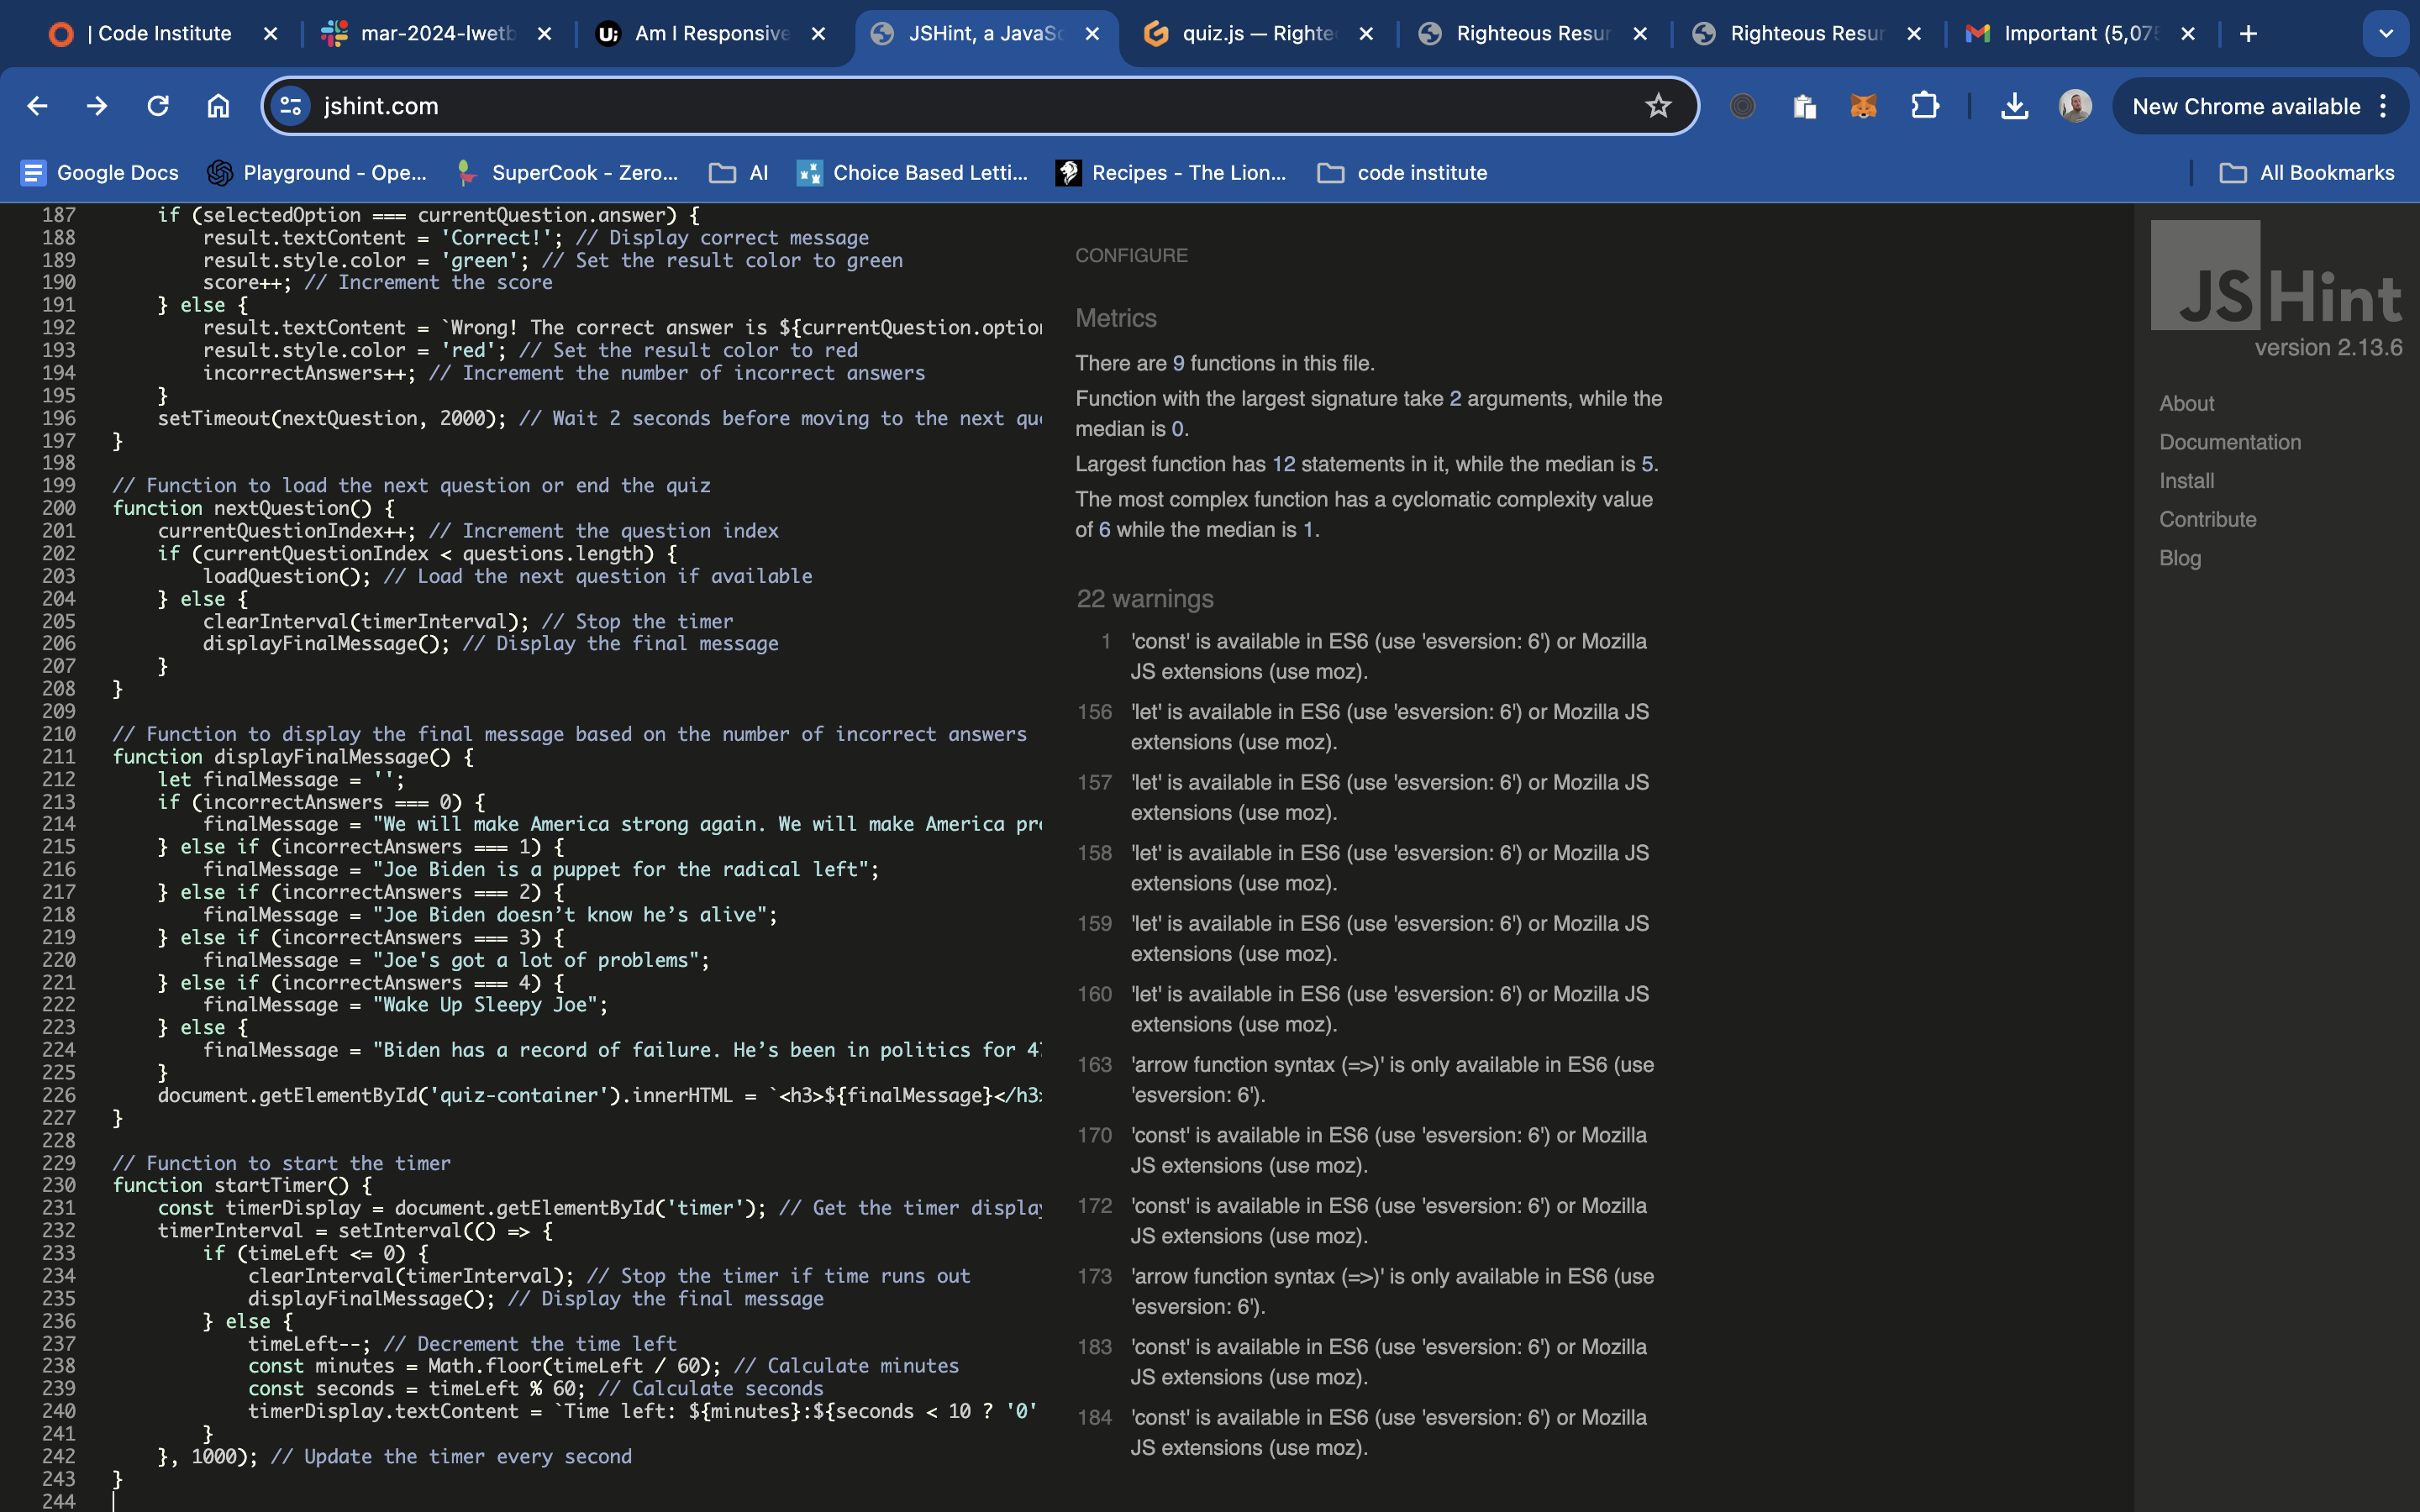 | Code Institute
mar-2024-lwetb
Am I Responsive
JSHint, a JavaSc
quiz.js — Righte
Righteous Resur
Righteous Resur
Important (5,075
jshint.com
New Chrome available
Google Docs
Playground - Ope...
SuperCook - Zero...
AI
Choice Based Letti...
Recipes - The Lion...
code institute
All Bookmarks
187 if (selectedOption === currentQuestion.answer) {
188 result.textContent = 'Correct!'; // Display correct message
189 result.style.color = 'green'; // Set the result color to green
190 score++; // Increment the score
191 } else {
192 result.textContent = `Wrong! The correct answer is ${currentQuestion.option
193 result.style.color = 'red'; // Set the result color to red
194 incorrectAnswers++; // Increment the number of incorrect answers
195 }
196 setTimeout(nextQuestion, 2000); // Wait 2 seconds before moving to the next que
197 }
198
199 // Function to load the next question or end the quiz
200 function nextQuestion() {
201 currentQuestionIndex++; // Increment the question index
202 if (currentQuestionIndex < questions.length) {
203 loadQuestion(); // Load the next question if available
204 } else {
205 clearInterval(timerInterval); // Stop the timer
206 displayFinalMessage(); // Display the final message
207 }
208 }
209
210 // Function to display the final message based on the number of incorrect answers
211 function displayFinalMessage() {
212 let finalMessage = '';
213 if (incorrectAnswers === 0) {
214 finalMessage = "We will make America strong again. We will make America pr
215 } else if (incorrectAnswers === 1) {
216 finalMessage = "Joe Biden is a puppet for the radical left";
217 } else if (incorrectAnswers === 2) {
218 finalMessage = "Joe Biden doesn’t know he’s alive";
219 } else if (incorrectAnswers === 3) {
220 finalMessage = "Joe's got a lot of problems";
221 } else if (incorrectAnswers === 4) {
222 finalMessage = "Wake Up Sleepy Joe";
223 } else {
224 finalMessage = "Biden has a record of failure. He’s been in politics for 47
225 }
226 document.getElementById('quiz-container').innerHTML = `<h3>${finalMessage}</h3>
227 }
228
229 // Function to start the timer
230 function startTimer() {
231 const timerDisplay = document.getElementById('timer'); // Get the timer display
232 timerInterval = setInterval(() => {
233 if (timeLeft <= 0) {
234 clearInterval(timerInterval); // Stop the timer if time runs out
235 displayFinalMessage(); // Display the final message
236 } else {
237 timeLeft--; // Decrement the time left
238 const minutes = Math.floor(timeLeft / 60); // Calculate minutes
239 const seconds = timeLeft % 60; // Calculate seconds
240 timerDisplay.textContent = `Time left: ${minutes}:${seconds < 10 ? '0'
241 }
242 }, 1000); // Update the timer every second
243 }
244
CONFIGURE
Metrics
There are 9 functions in this file.
Function with the largest signature take 2 arguments, while the
median is 0.
Largest function has 12 statements in it, while the median is 5.
The most complex function has a cyclomatic complexity value
of 6 while the median is 1.
22 warnings
1 'const' is available in ES6 (use 'esversion: 6') or Mozilla
JS extensions (use moz).
156 'let' is available in ES6 (use 'esversion: 6') or Mozilla JS
extensions (use moz).
157 'let' is available in ES6 (use 'esversion: 6') or Mozilla JS
extensions (use moz).
158 'let' is available in ES6 (use 'esversion: 6') or Mozilla JS
extensions (use moz).
159 'let' is available in ES6 (use 'esversion: 6') or Mozilla JS
extensions (use moz).
160 'let' is available in ES6 (use 'esversion: 6') or Mozilla JS
extensions (use moz).
163 'arrow function syntax (=>)' is only available in ES6 (use
'esversion: 6').
170 'const' is available in ES6 (use 'esversion: 6') or Mozilla
JS extensions (use moz).
172 'const' is available in ES6 (use 'esversion: 6') or Mozilla
JS extensions (use moz).
173 'arrow function syntax (=>)' is only available in ES6 (use
'esversion: 6').
183 'const' is available in ES6 (use 'esversion: 6') or Mozilla
JS extensions (use moz).
184 'const' is available in ES6 (use 'esversion: 6') or Mozilla
JS extensions (use moz).
JSHint
version 2.13.6
About
Documentation
Install
Contribute
Blog